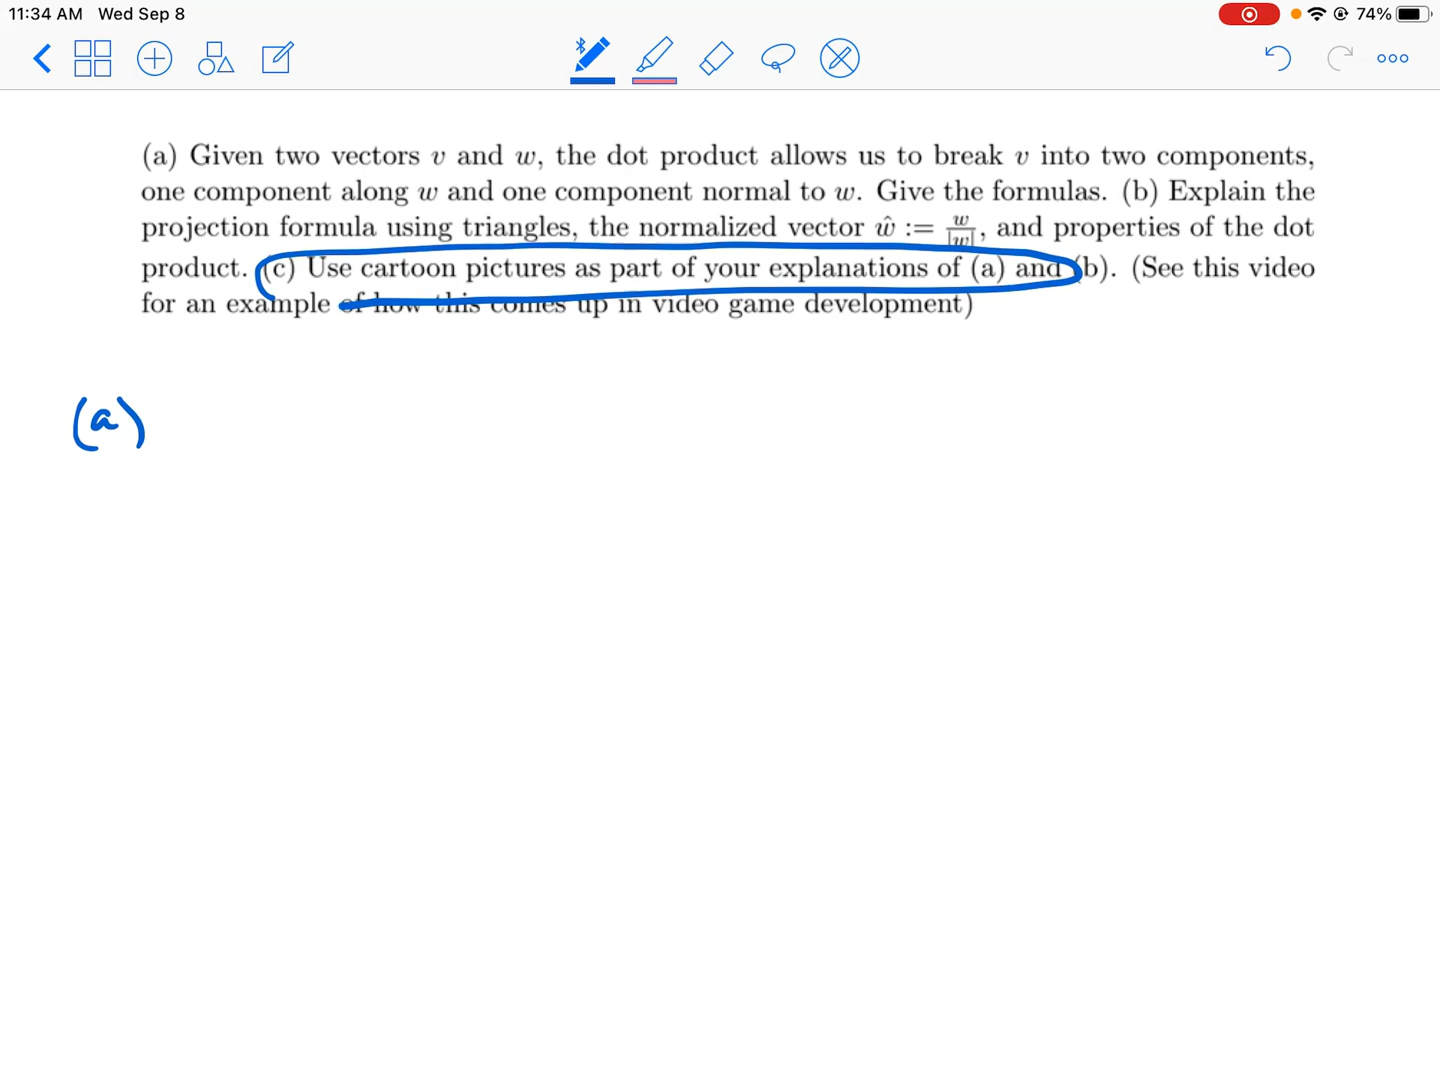 11:34 AM Wed Sep 8
74%
(a) Given two vectors v and w, the dot product allows us to break v into two components,
one component along w and one component normal to w. Give the formulas. (b) Explain the
projection formula using triangles, the normalized vector ŵ := w/|w|, and properties of the dot
product. (c) Use cartoon pictures as part of your explanations of (a) and (b). (See this video
for an example of how this comes up in video game development)
(a)